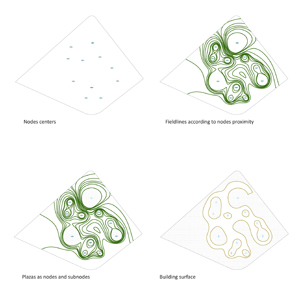 Nodes centers
Fieldlines according to nodes proximity
Plazas as nodes and subnodes
Building surface